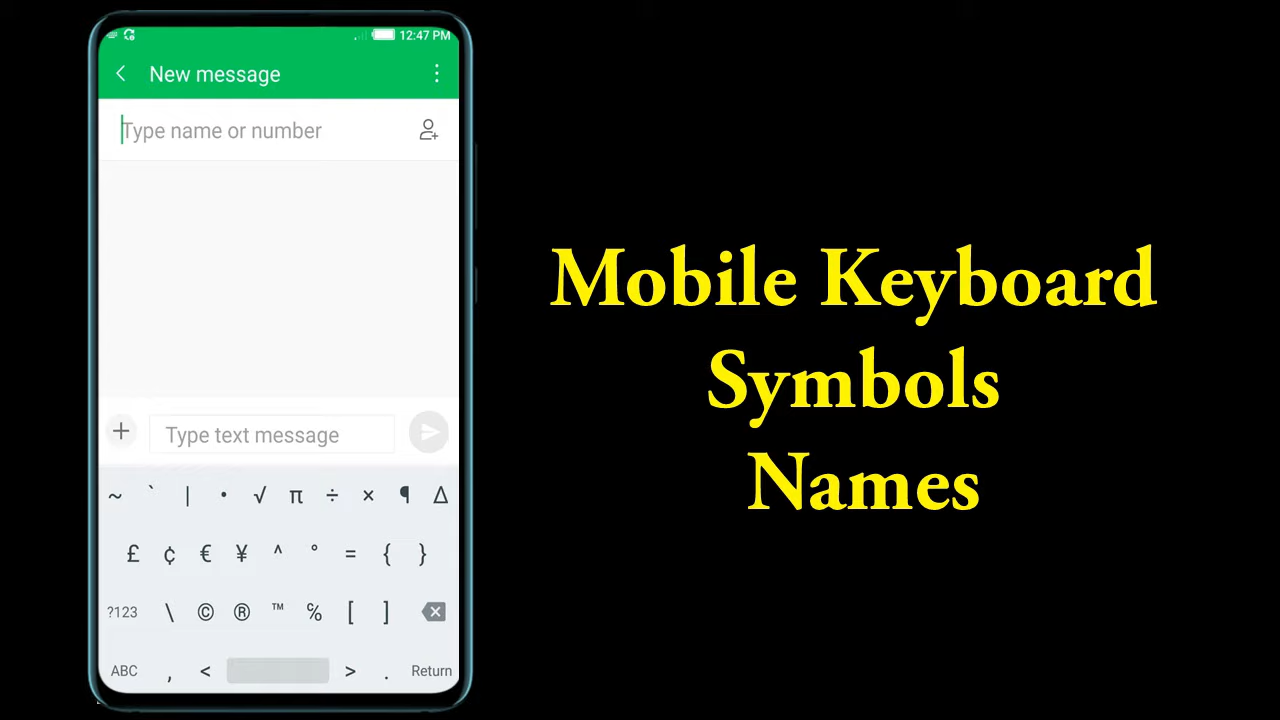 12:47 PM
New message
Type name or number
Type text message
~ ` | • √ π ÷ × ¶ Δ
£ ¢ € ¥ ^ ° = { }
?123 \ © ® ™ ℅ [ ]
ABC , < > . Return
Mobile Keyboard
Symbols
Names